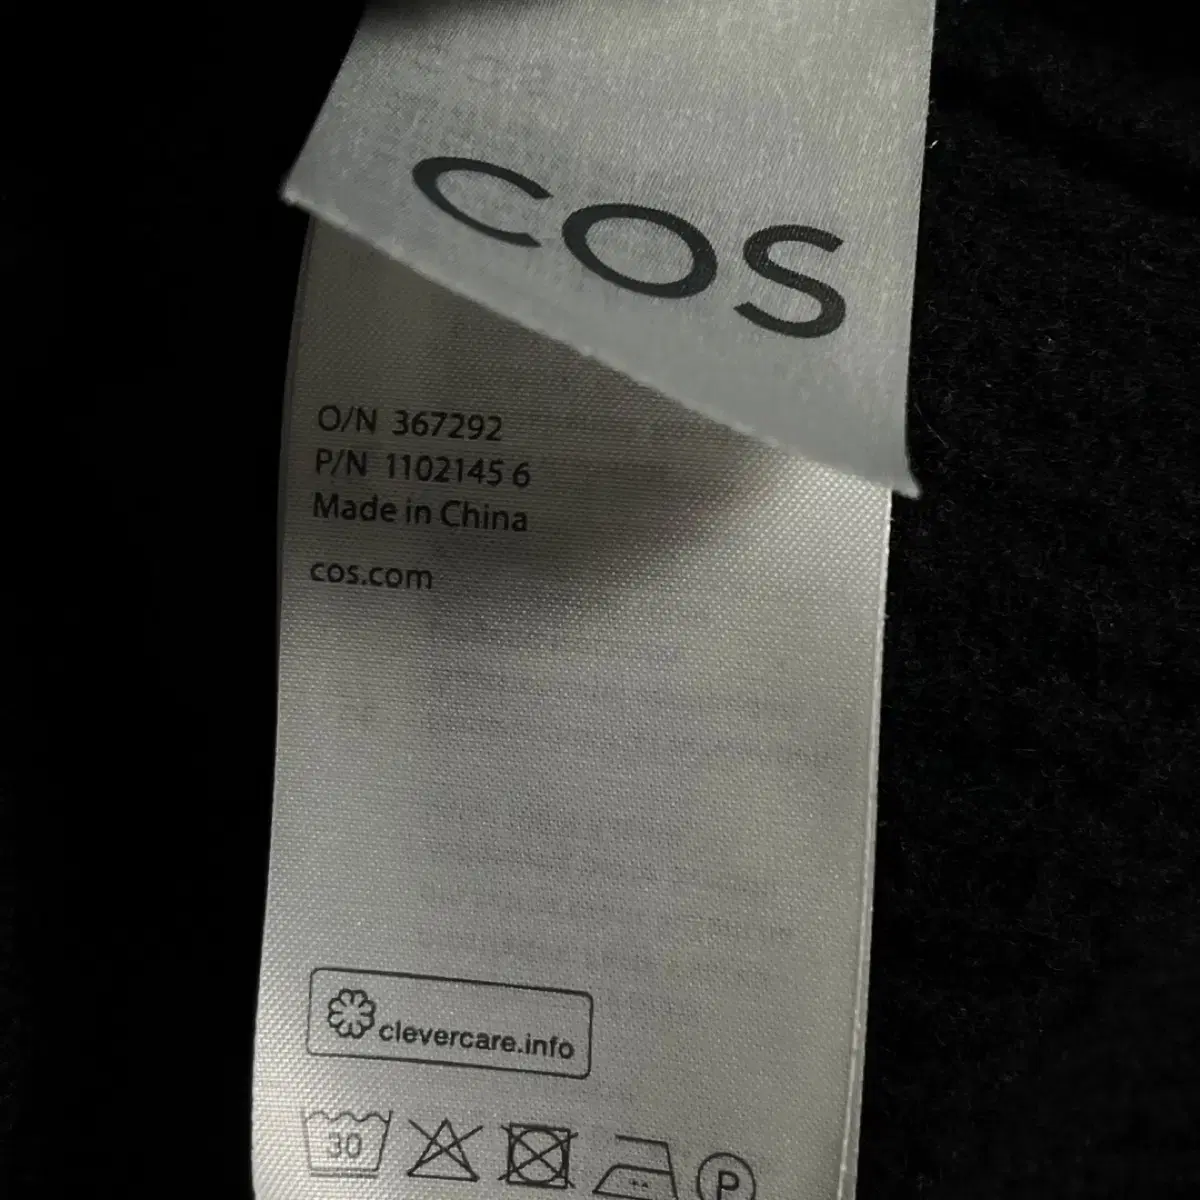 COS
O/N 367292
P/N 1102145 6
Made in China
cos.com
clevercare.info
30
P